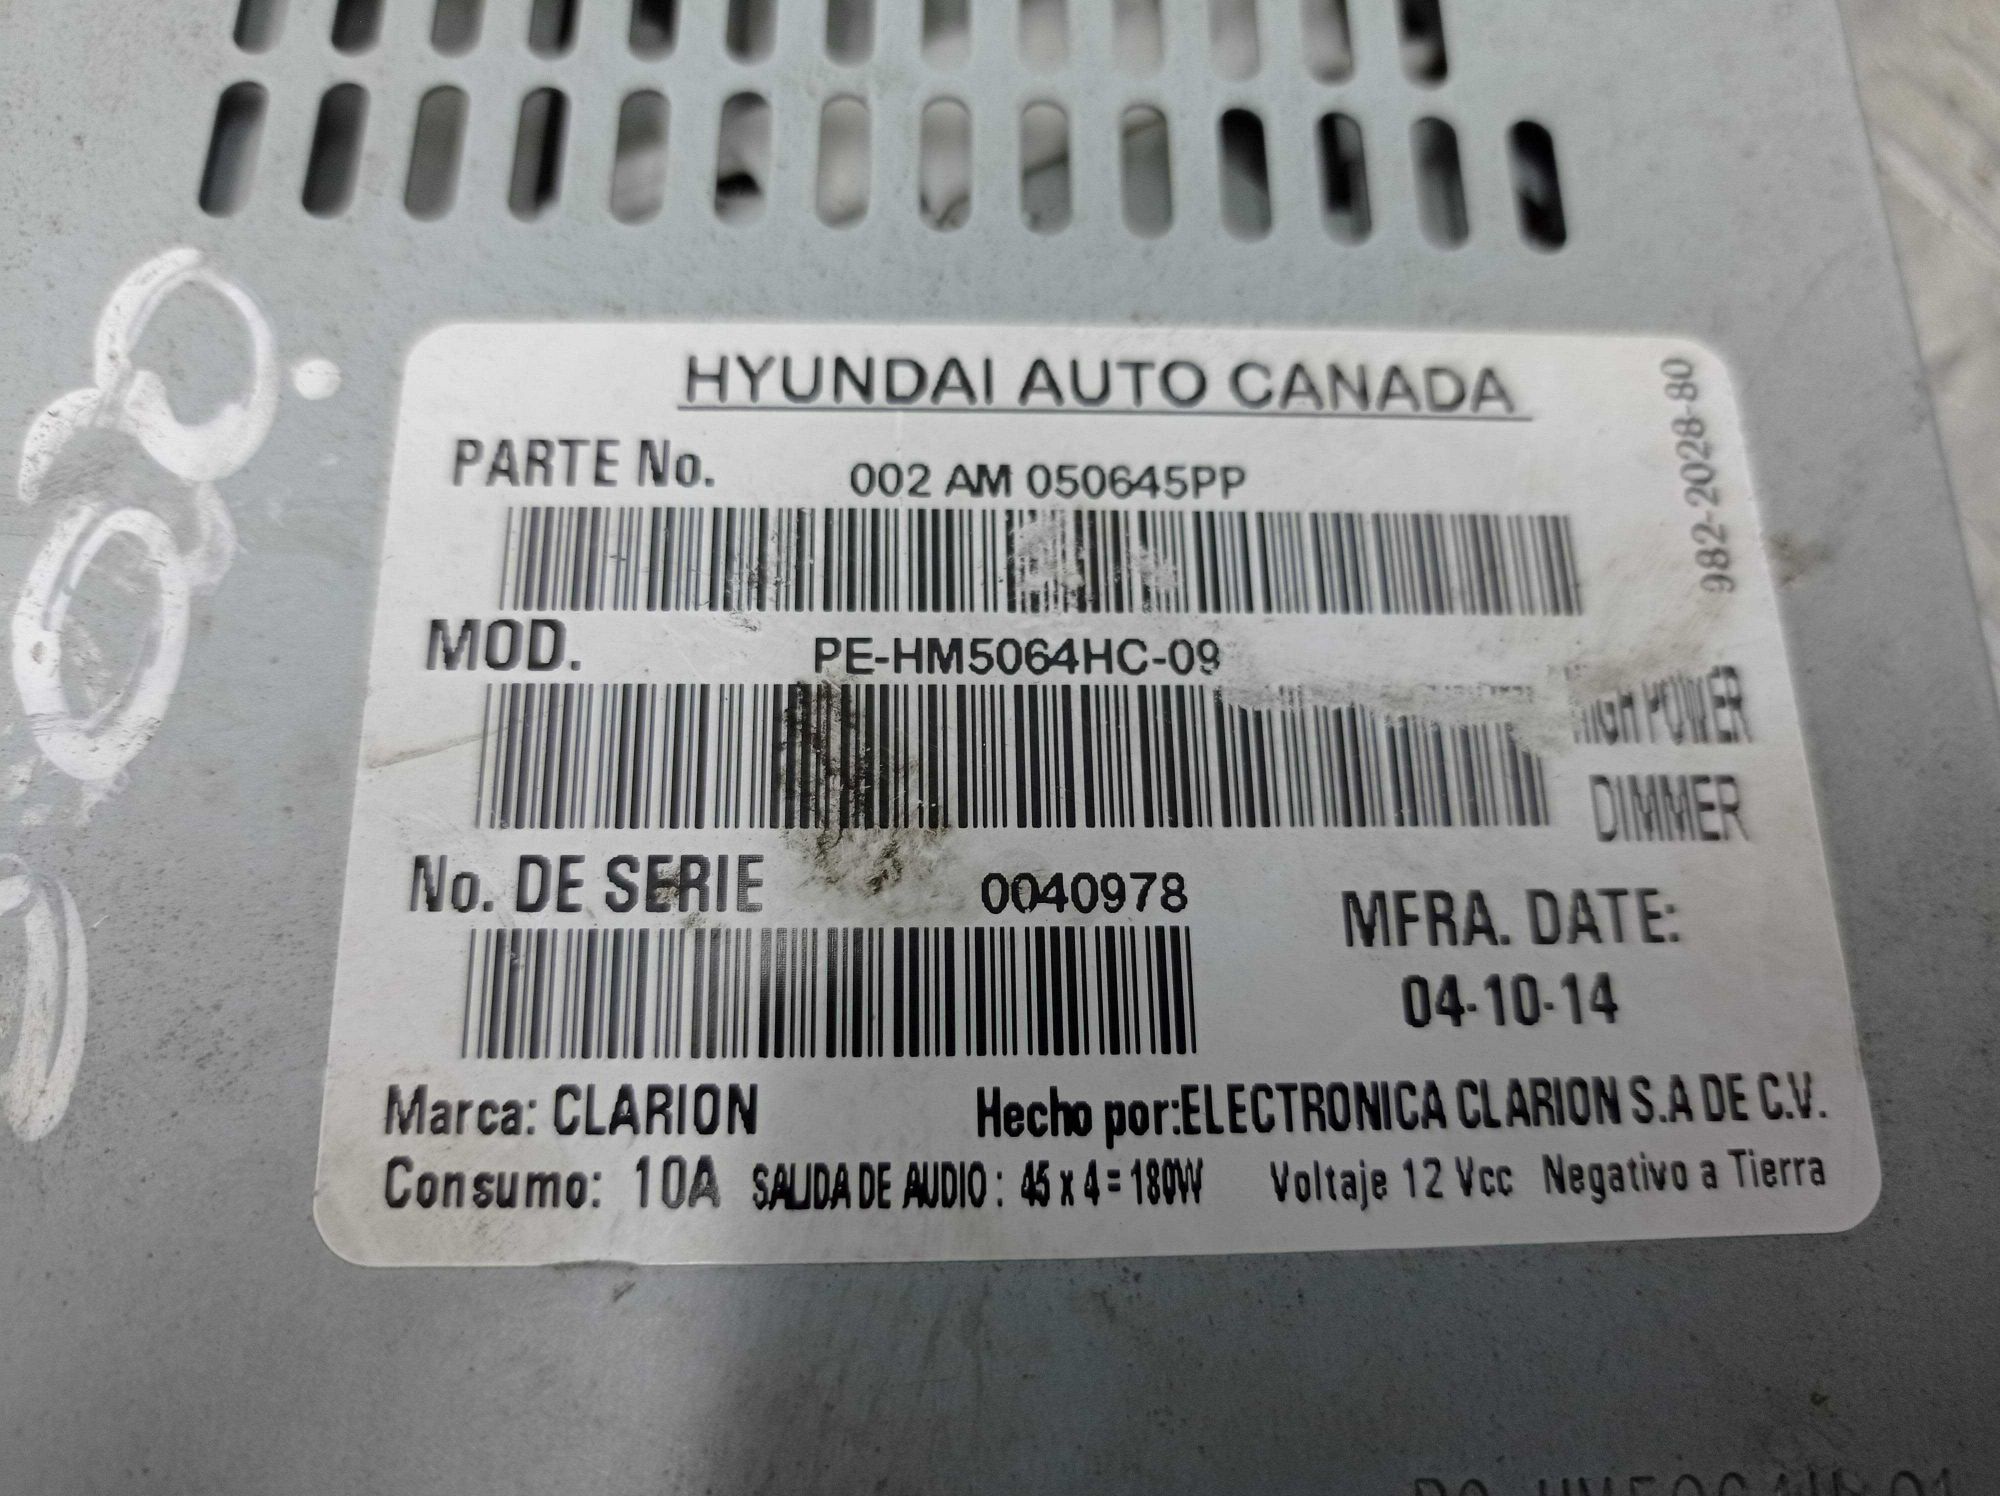 HYUNDAI AUTO CANADA
PARTE No. 002 AM 050645PP
982-2028-80
MOD. PE-HM5064HC-09
HIGH POWER
DIMMER
No. DE SERIE 0040978
MFRA. DATE:
04-10-14
Marca: CLARION Hecho por:ELECTRONICA CLARION S.A DE C.V.
Consumo: 10A SALIDA DE AUDIO : 45 x 4 = 180W Voltaje 12 Vcc Negativo a Tierra